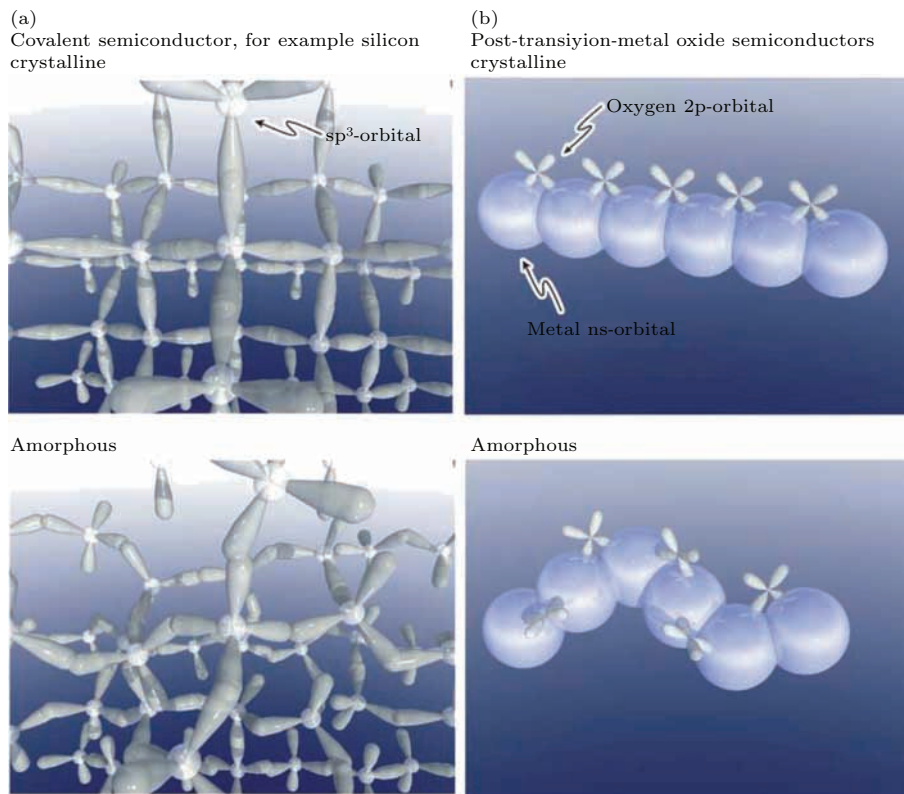 (a)
Covalent semiconductor, for example silicon
crystalline
sp³-orbital
Amorphous
(b)
Post-transiyion-metal oxide semiconductors
crystalline
Oxygen 2p-orbital
Metal ns-orbital
Amorphous